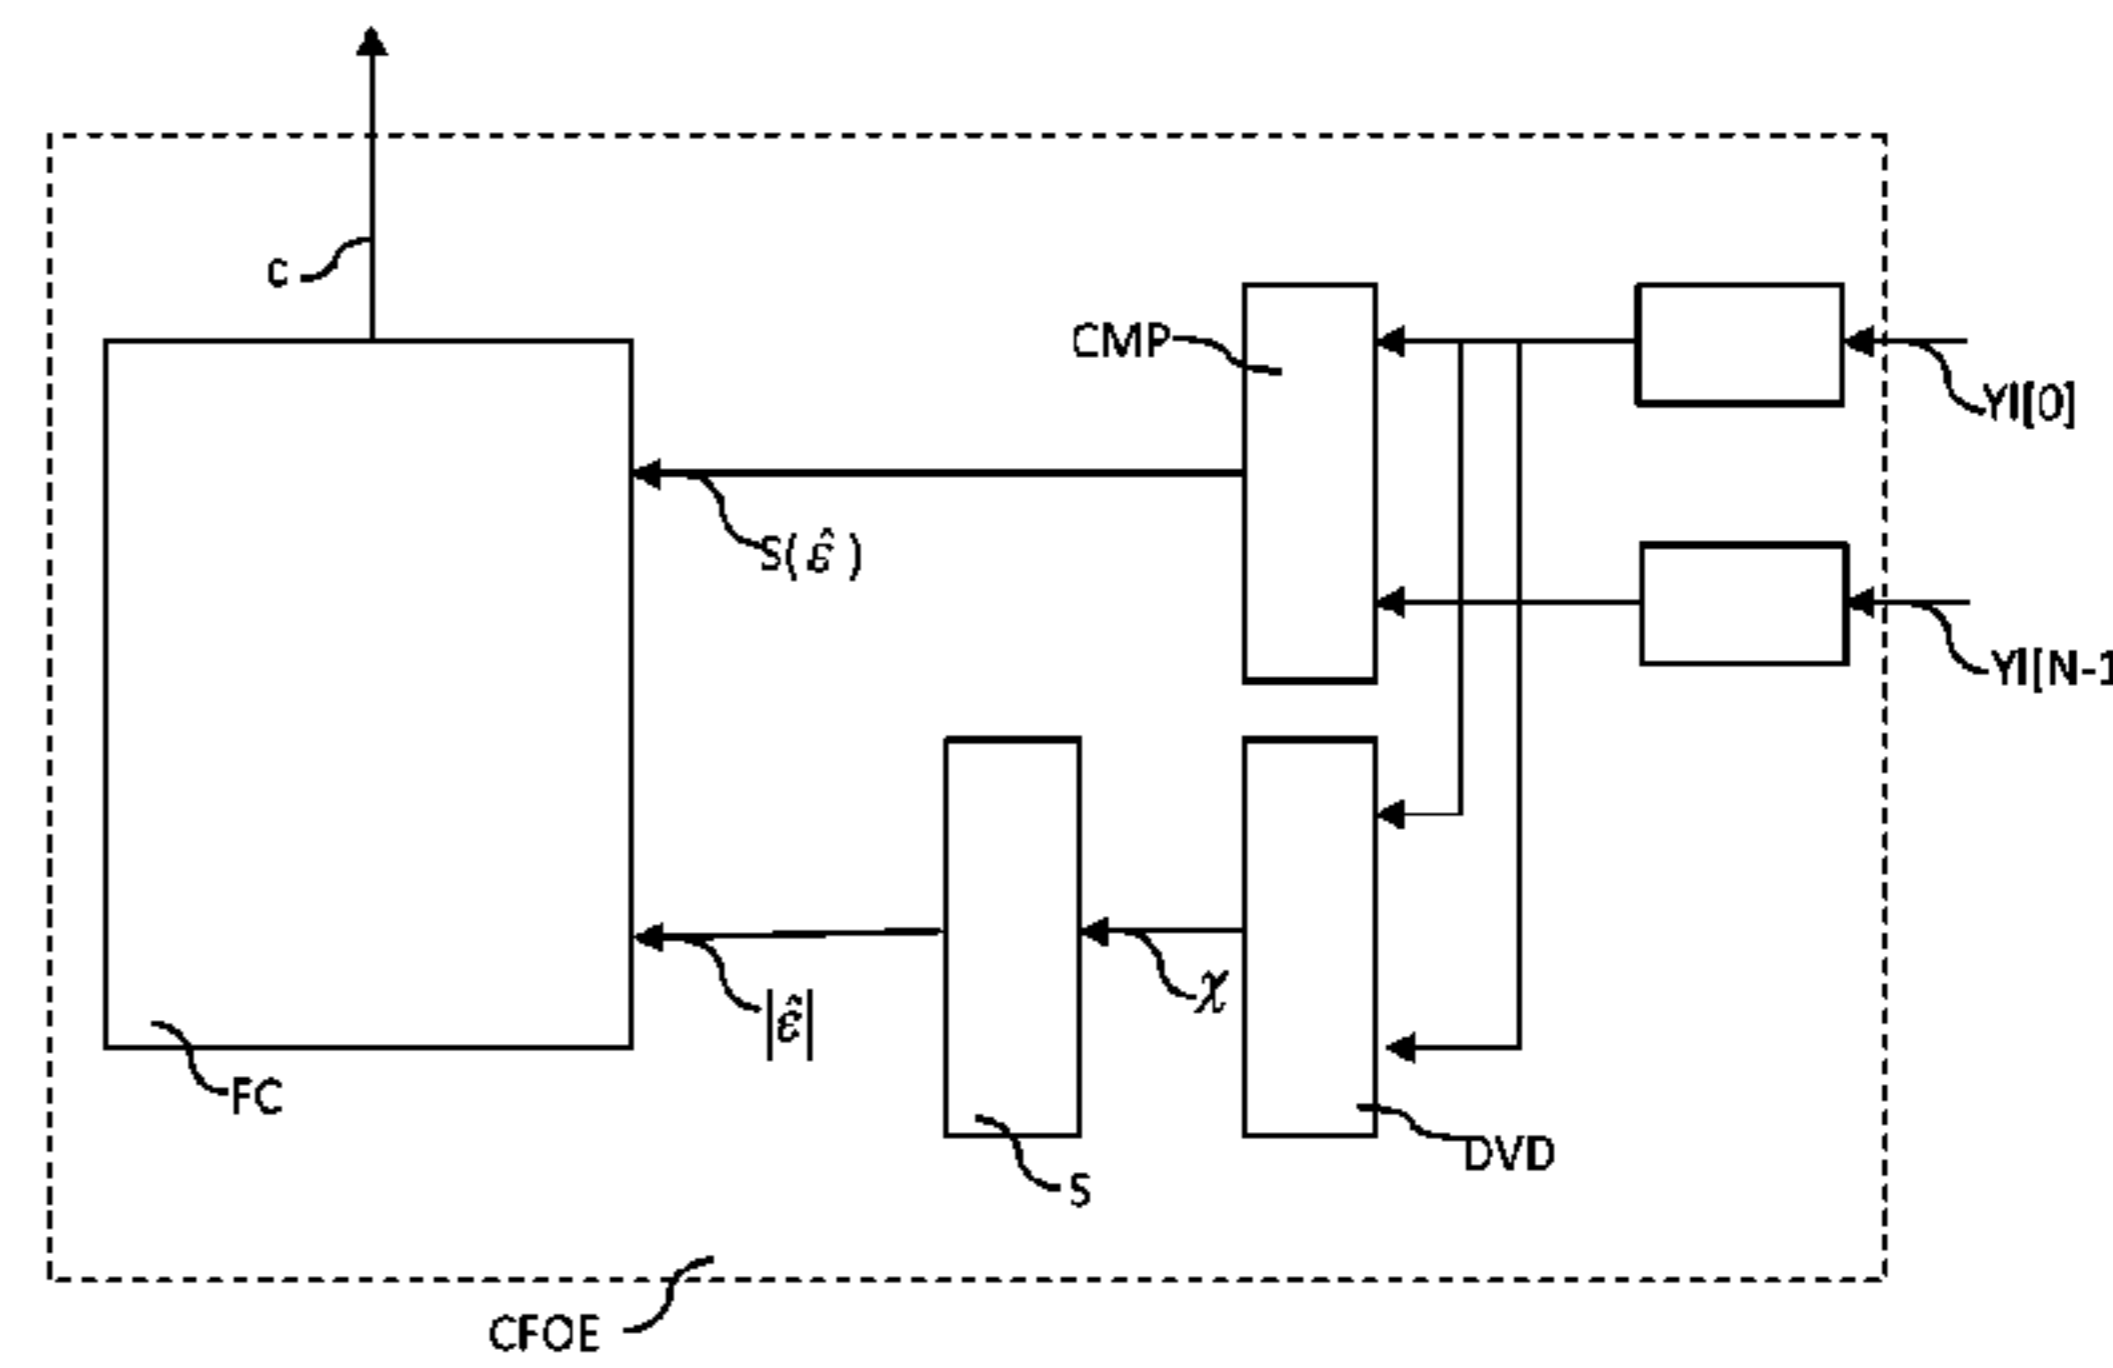 C
CMP
YI[0]
S(ε̂)
YI[N-1
χ
|ε̂|
FC
DVD
S
CFOE